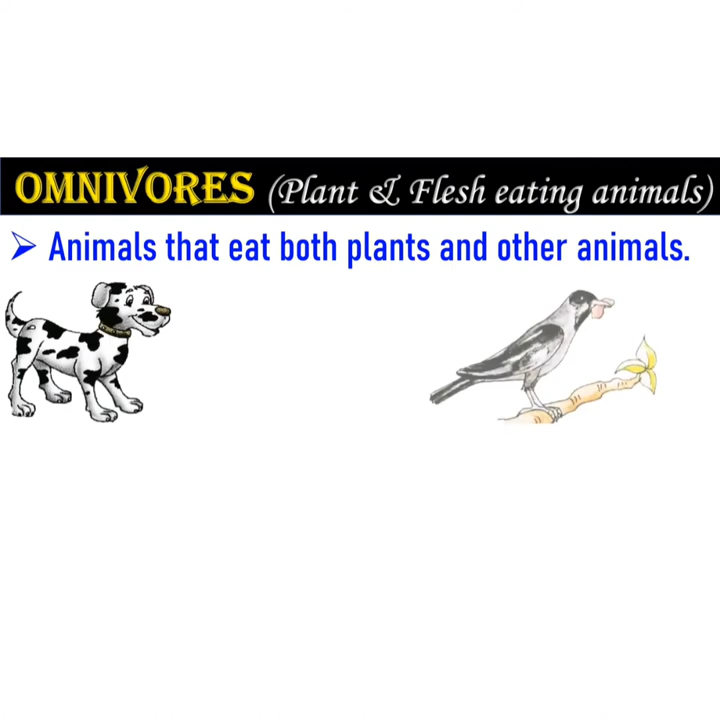 OMNIVORES (Plant & Flesh eating animals)
➢ Animals that eat both plants and other animals.